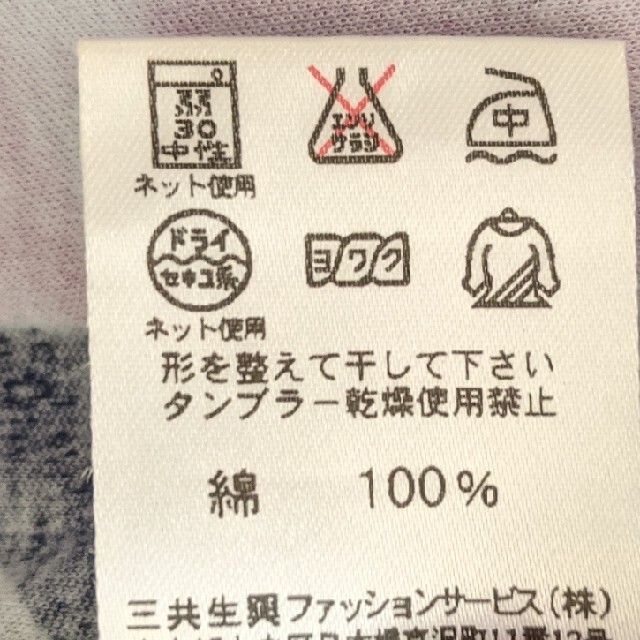 弱
30
中性
ネット使用
エンソ
サラシ
中
ドライ
セキユ系
ネット使用
ヨワク
形を整えて干して下さい
タンブラー乾燥使用禁止
綿 100%
三共生興ファッションサービス(株)